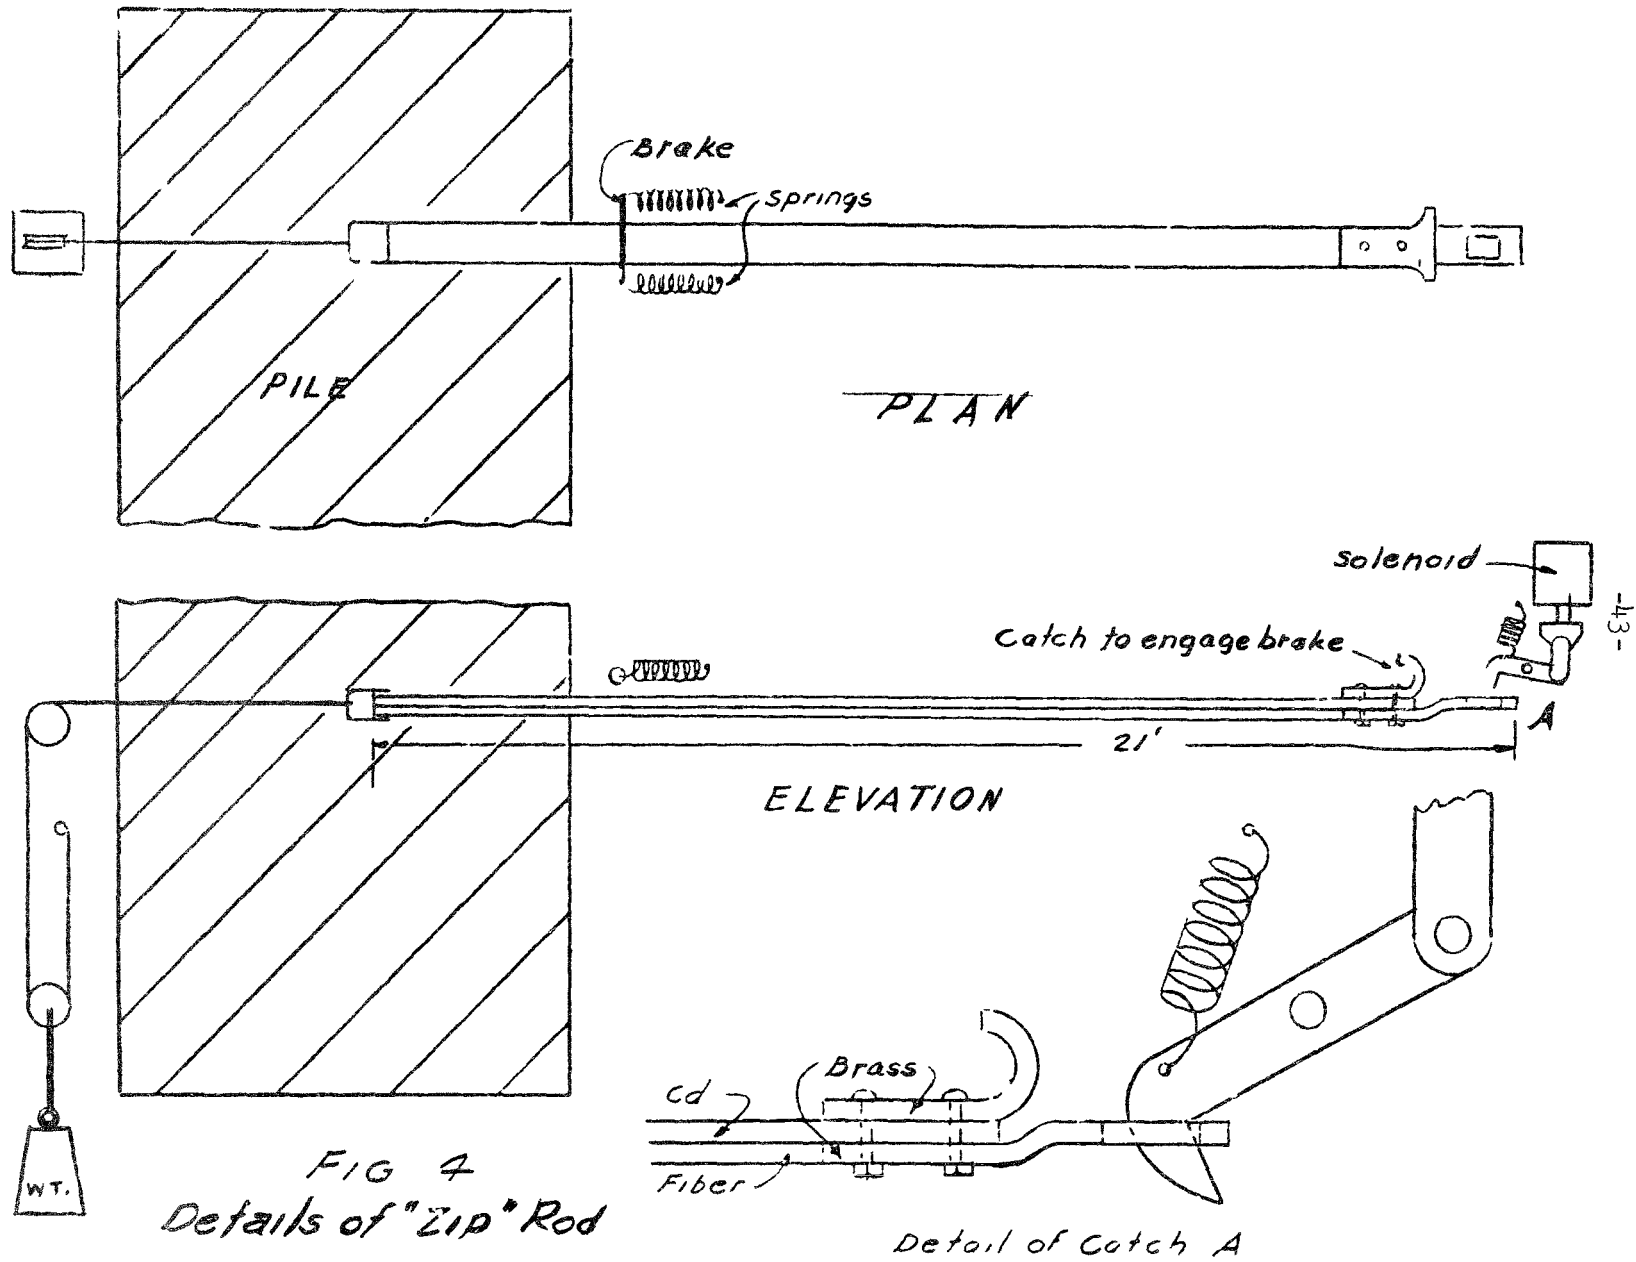 Brake
springs
PILE
PLAN
solenoid
-43-
Catch to engage brake
A
21'
ELEVATION
Brass
Cd
Fiber
WT.
FIG 4
Details of "Zip" Rod
Detail of Catch A